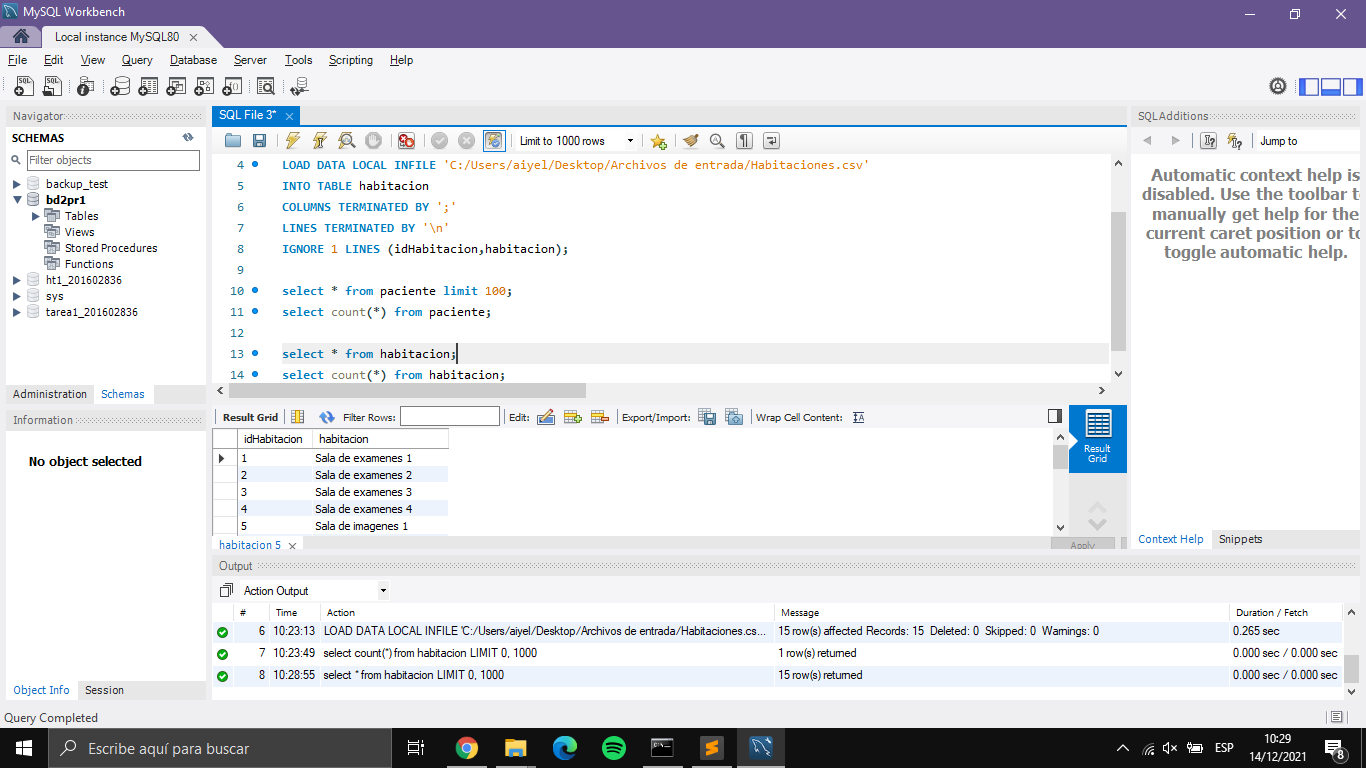 MySQL Workbench
Local instance MySQL80
File Edit View Query Database Server Tools Scripting Help
Navigator
SCHEMAS
Filter objects
backup_test
bd2pr1
Tables
Views
Stored Procedures
Functions
ht1_201602836
sys
tarea1_201602836
Administration Schemas
Information
No object selected
Object Info Session
SQL File 3*
Limit to 1000 rows
4 LOAD DATA LOCAL INFILE 'C:/Users/aiyel/Desktop/Archivos de entrada/Habitaciones.csv'
5 INTO TABLE habitacion
6 COLUMNS TERMINATED BY ';'
7 LINES TERMINATED BY '\n'
8 IGNORE 1 LINES (idHabitacion,habitacion);
9
10 select * from paciente limit 100;
11 select count(*) from paciente;
12
13 select * from habitacion;
14 select count(*) from habitacion;
Result Grid Filter Rows: Edit: Export/Import: Wrap Cell Content:
idHabitacion habitacion
1 Sala de examenes 1
2 Sala de examenes 2
3 Sala de examenes 3
4 Sala de examenes 4
5 Sala de imagenes 1
Result
Grid
habitacion 5
Apply
SQLAdditions
Jump to
Automatic context help is
disabled. Use the toolbar t
manually get help for the
current caret position or to
toggle automatic help.
Context Help Snippets
Output
Action Output
# Time Action Message Duration / Fetch
6 10:23:13 LOAD DATA LOCAL INFILE 'C:/Users/aiyel/Desktop/Archivos de entrada/Habitaciones.cs... 15 row(s) affected Records: 15 Deleted: 0 Skipped: 0 Warnings: 0 0.265 sec
7 10:23:49 select count(*) from habitacion LIMIT 0, 1000 1 row(s) returned 0.000 sec / 0.000 sec
8 10:28:55 select * from habitacion LIMIT 0, 1000 15 row(s) returned 0.000 sec / 0.000 sec
Query Completed
Escribe aquí para buscar
ESP
10:29
14/12/2021
8